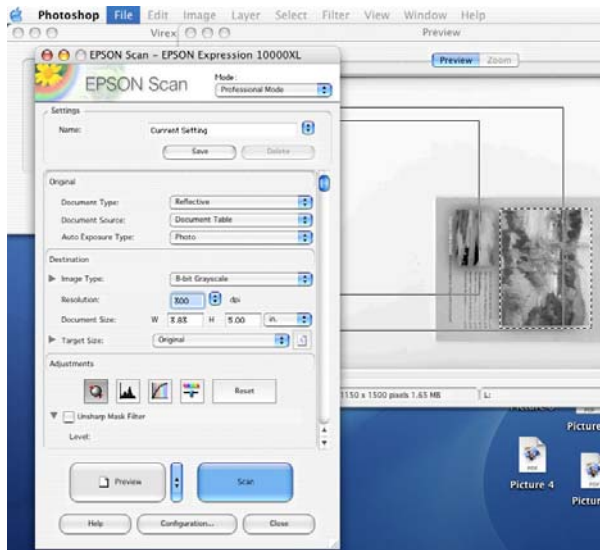 Photoshop File Edit Image Layer Select Filter View Window Help
Virex
Preview
EPSON Scan - EPSON Expression 10000XL
EPSON Scan
Mode:
Professional Mode
Preview Zoom
Settings
Name: Current Setting
Save Delete
Original
Document Type: Reflective
Document Source: Document Table
Auto Exposure Type: Photo
Destination
Image Type: 8-bit Grayscale
Resolution: 300 dpi
Document Size: W 3.83 H 5.00 in.
Target Size: Original
Adjustments
Reset
1150 x 1500 pixels 1.65 MB L:
Unsharp Mask Filter
Level:
Picture
Preview Scan
PDF
Picture 4
Help Configuration... Close